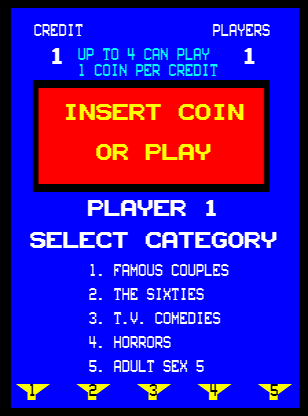 CREDIT PLAYERS
1 UP TO 4 CAN PLAY 1
1 COIN PER CREDIT
INSERT COIN
OR PLAY
PLAYER 1
SELECT CATEGORY
1. FAMOUS COUPLES
2. THE SIXTIES
3. T.V. COMEDIES
4. HORRORS
5. ADULT SEX 5
1 2 3 4 5